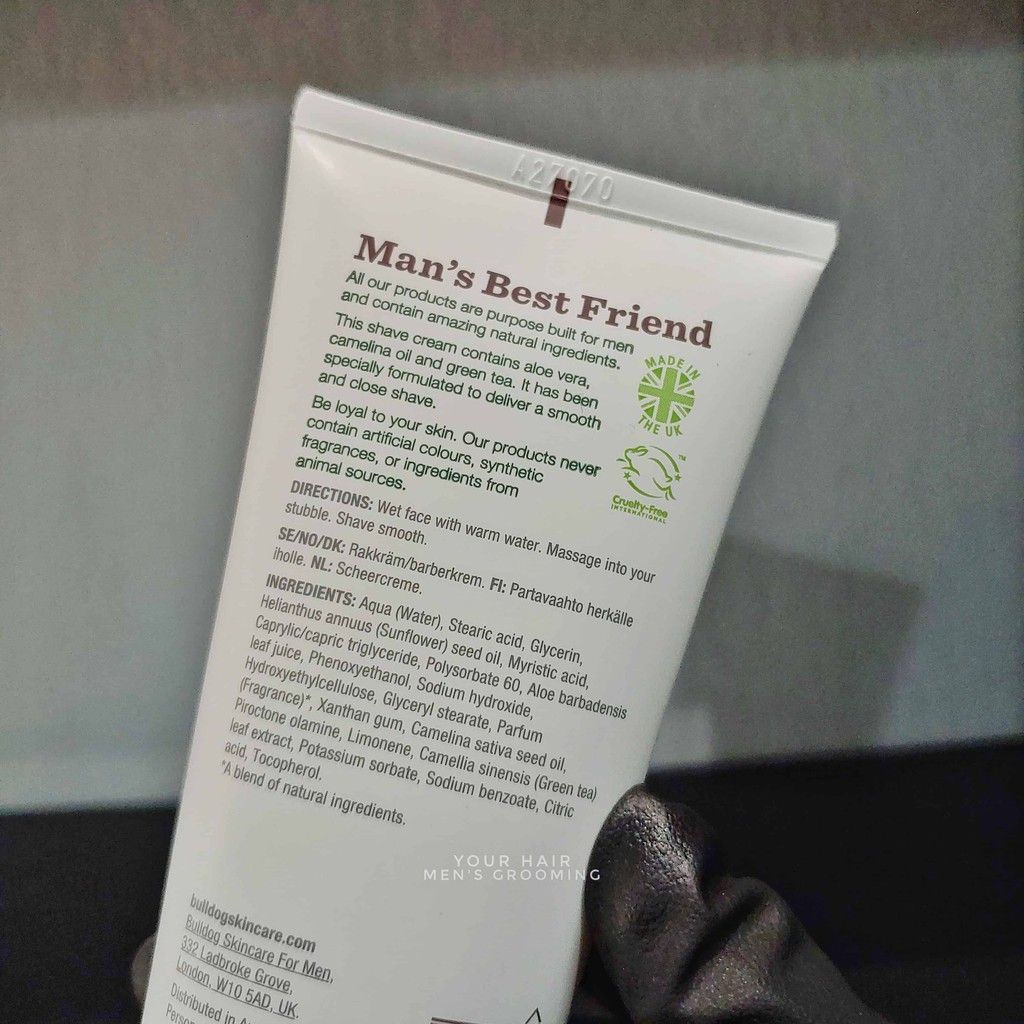 A27070
Man's Best Friend
All our products are purpose built for men
and contain amazing natural ingredients.
This shave cream contains aloe vera,
camelina oil and green tea. It has been
specially formulated to deliver a smooth
and close shave.
MADE IN
THE UK
Be loyal to your skin. Our products never
contain artificial colours, synthetic
fragrances, or ingredients from
animal sources.
TM
Cruelty-Free
INTERNATIONAL
DIRECTIONS: Wet face with warm water. Massage into your
stubble. Shave smooth.
SE/NO/DK: Rakkräm/barberkrem. FI: Partavaahto herkälle
iholle. NL: Scheercreme.
INGREDIENTS: Aqua (Water), Stearic acid, Glycerin,
Helianthus annuus (Sunflower) seed oil, Myristic acid,
Caprylic/capric triglyceride, Polysorbate 60, Aloe barbadensis
leaf juice, Phenoxyethanol, Sodium hydroxide,
Hydroxyethylcellulose, Glyceryl stearate, Parfum
(Fragrance)*, Xanthan gum, Camelina sativa seed oil,
Piroctone olamine, Limonene, Camellia sinensis (Green tea)
leaf extract, Potassium sorbate, Sodium benzoate, Citric
acid, Tocopherol.
*A blend of natural ingredients.
YOUR HAIR
MEN'S GROOMING
bulldogskincare.com
Bulldog Skincare For Men,
332 Ladbroke Grove,
London, W10 5AD, UK.
Distributed in